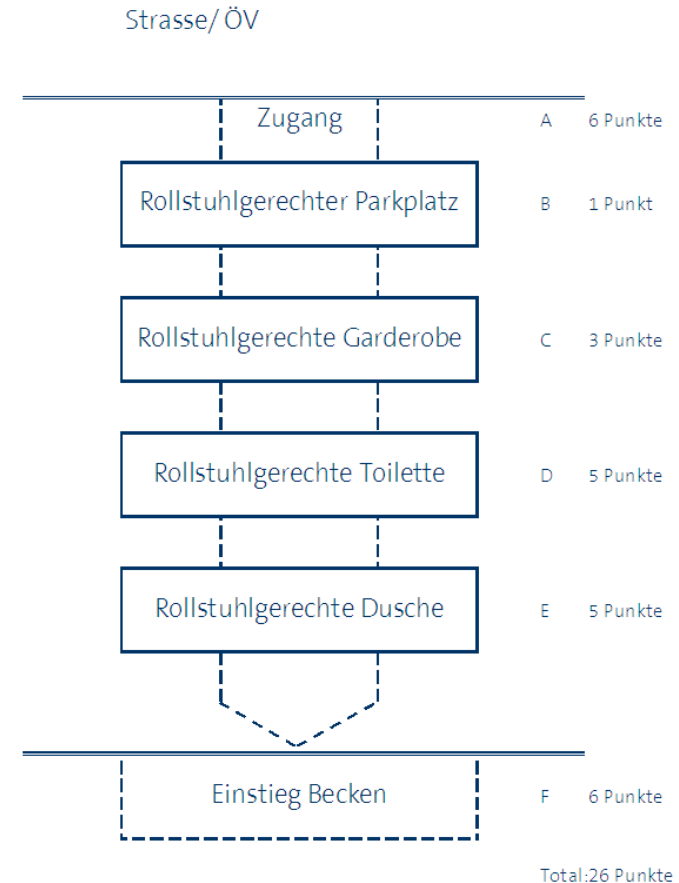 Strasse/ ÖV
Zugang A 6 Punkte
Rollstuhlgerechter Parkplatz B 1 Punkt
Rollstuhlgerechte Garderobe C 3 Punkte
Rollstuhlgerechte Toilette D 5 Punkte
Rollstuhlgerechte Dusche E 5 Punkte
Einstieg Becken F 6 Punkte
Total:26 Punkte